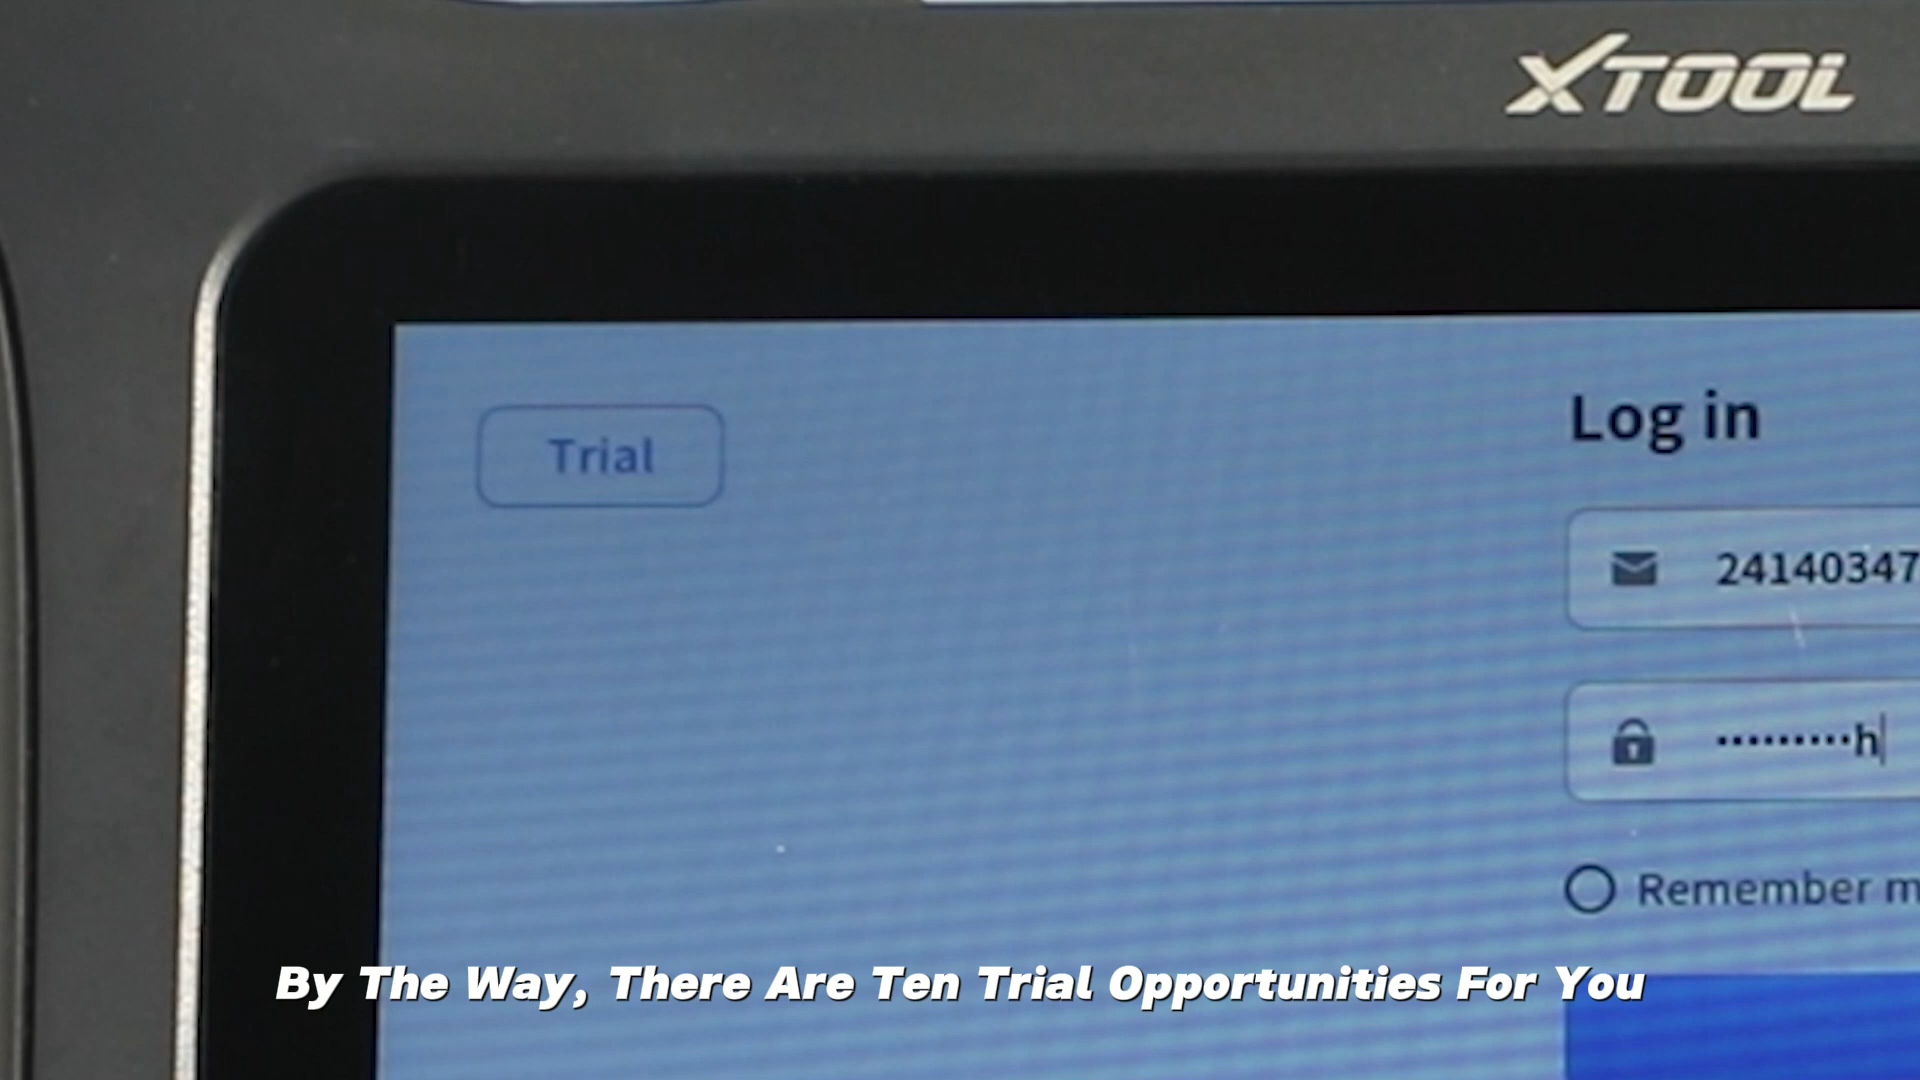 XTOOL
Trial
Log in
24140347
•••••••••h
Remember m
By The Way, There Are Ten Trial Opportunities For You